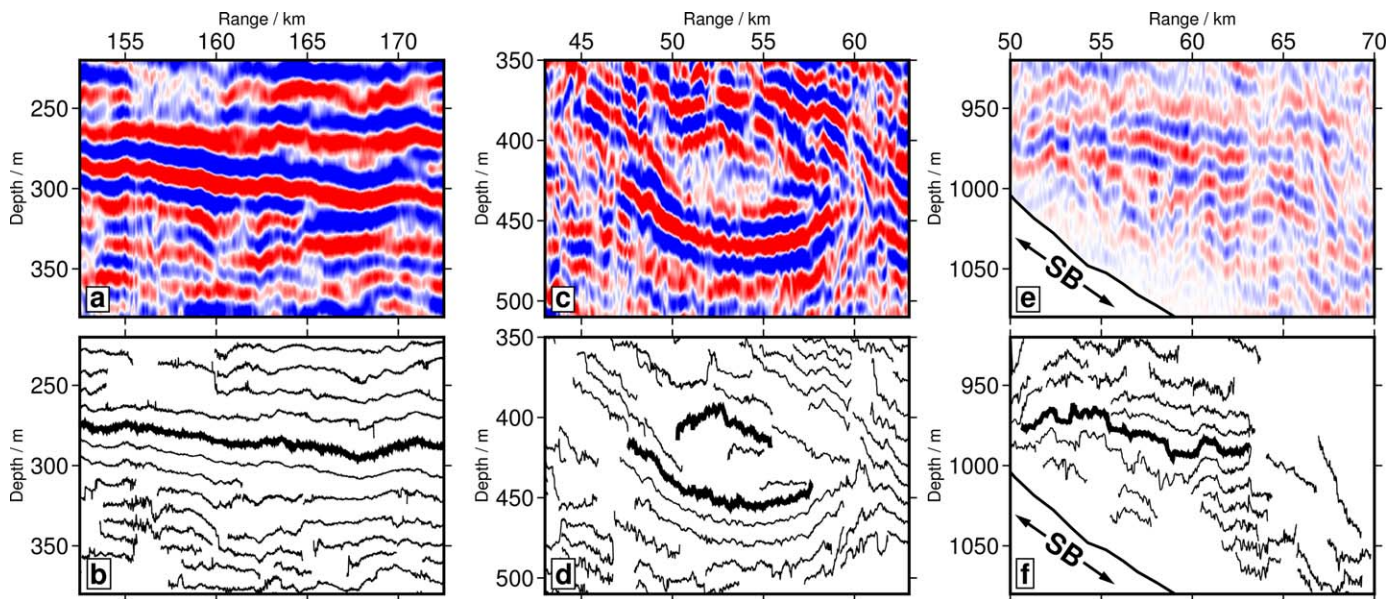 Range / km Range / km Range / km
155 160 165 170 45 50 55 60 50 55 60 65 70
Depth / m 250 300 350 a
Depth / m 350 400 450 500 c
Depth / m 950 1000 1050 SB e
Depth / m 250 300 350 b
Depth / m 350 400 450 500 d
Depth / m 950 1000 1050 SB f